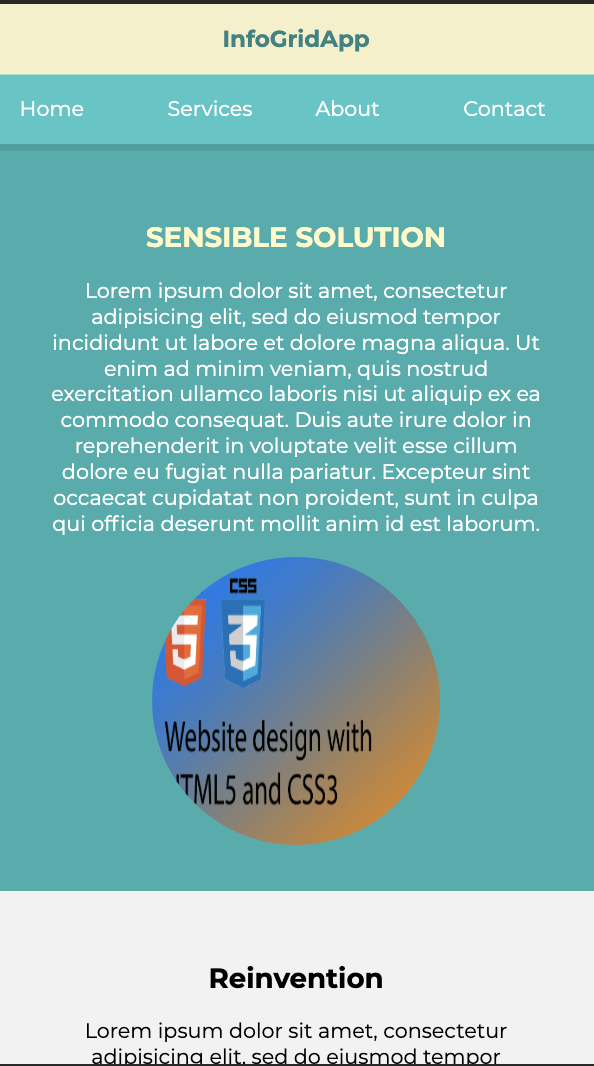 InfoGridApp
Home Services About Contact
SENSIBLE SOLUTION
Lorem ipsum dolor sit amet, consectetur
adipisicing elit, sed do eiusmod tempor
incididunt ut labore et dolore magna aliqua. Ut
enim ad minim veniam, quis nostrud
exercitation ullamco laboris nisi ut aliquip ex ea
commodo consequat. Duis aute irure dolor in
reprehenderit in voluptate velit esse cillum
dolore eu fugiat nulla pariatur. Excepteur sint
occaecat cupidatat non proident, sunt in culpa
qui officia deserunt mollit anim id est laborum.
CSS
5 3
Website design with
HTML5 and CSS3
Reinvention
Lorem ipsum dolor sit amet, consectetur
adipisicing elit, sed do eiusmod tempor